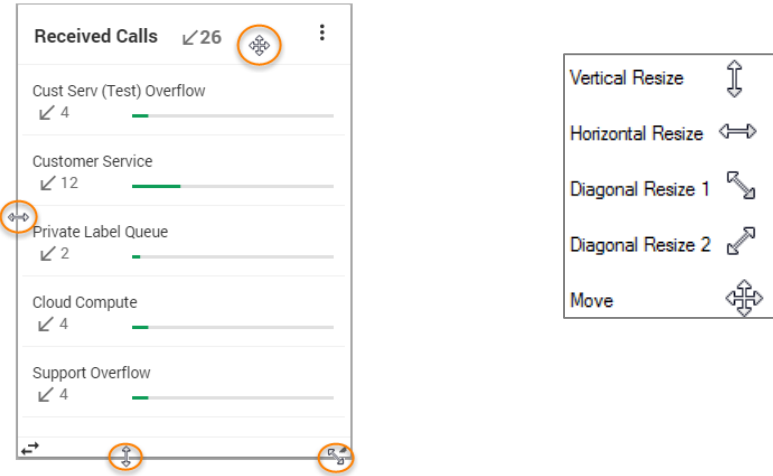 Received Calls 26
Cust Serv (Test) Overflow
4
Customer Service
12
Private Label Queue
2
Cloud Compute
4
Support Overflow
4
Vertical Resize
Horizontal Resize
Diagonal Resize 1
Diagonal Resize 2
Move